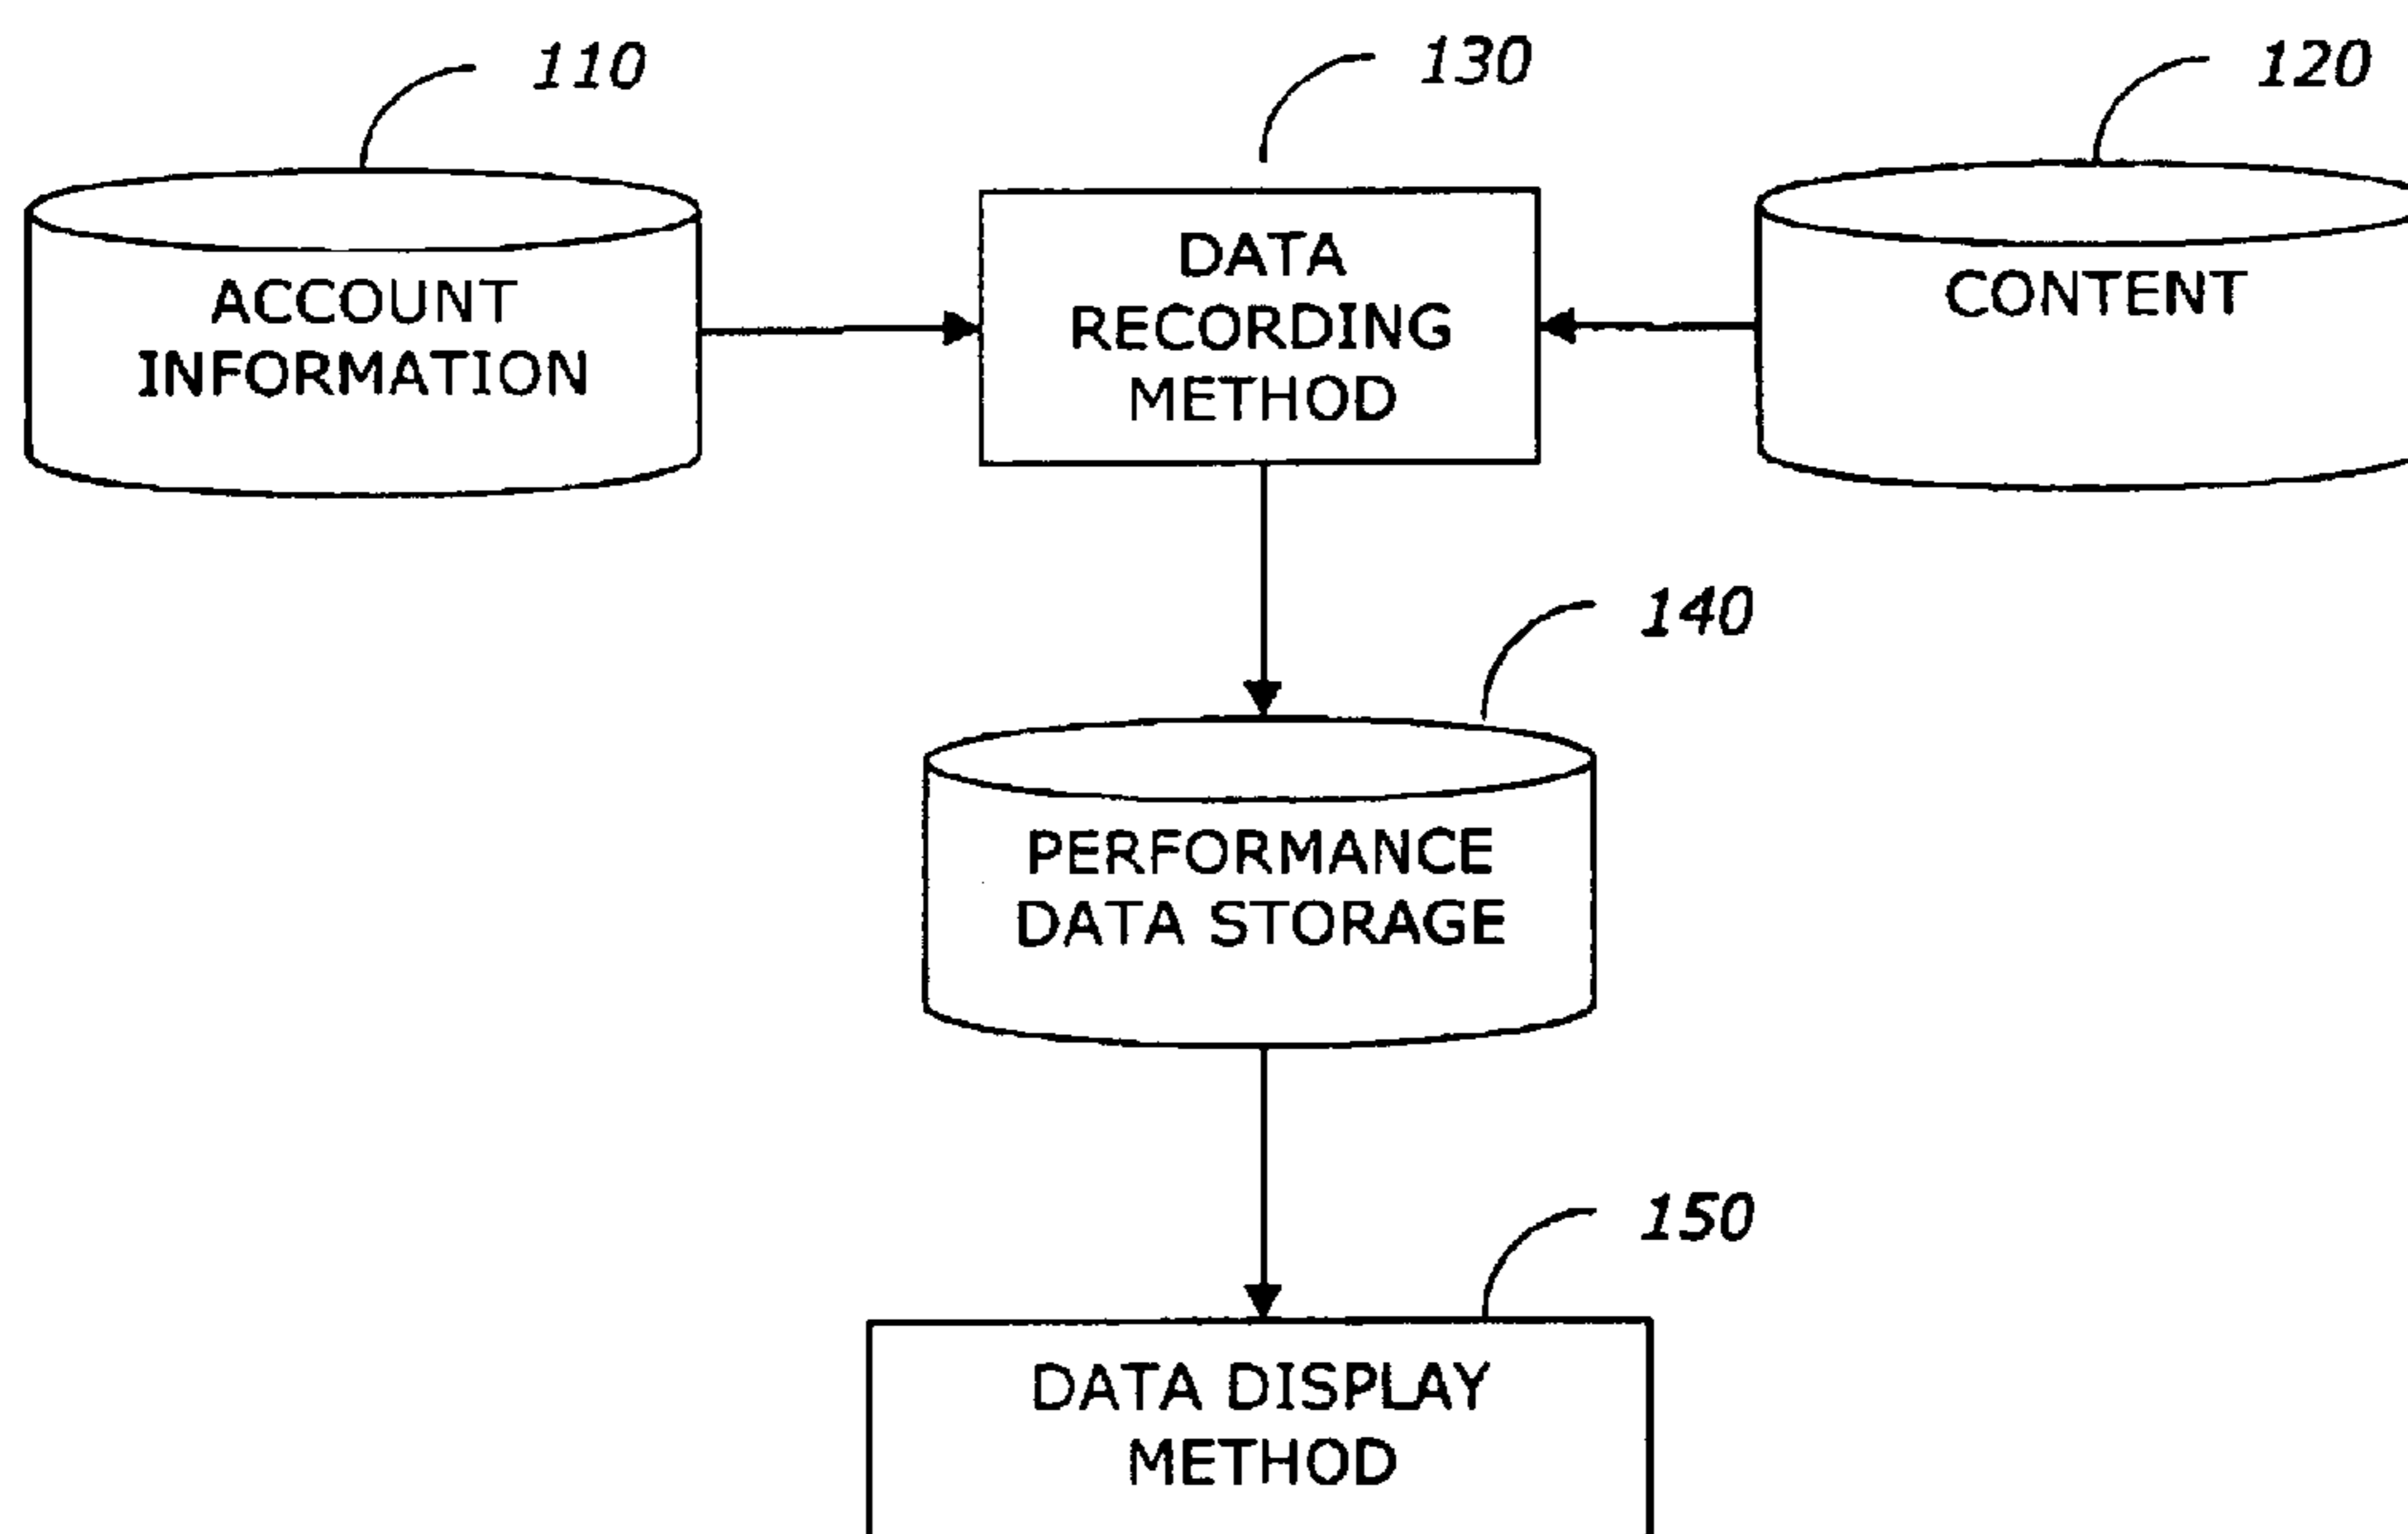 110
130
120
ACCOUNT
INFORMATION
DATA
RECORDING
METHOD
CONTENT
140
PERFORMANCE
DATA STORAGE
150
DATA DISPLAY
METHOD